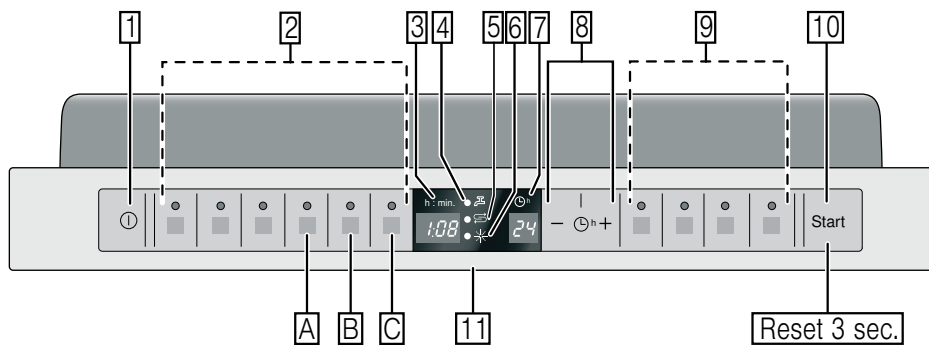 1 2 3 4 5 6 7 8 9 10
h : min. h
1:08 24 − h + Start
A B C 11 Reset 3 sec.